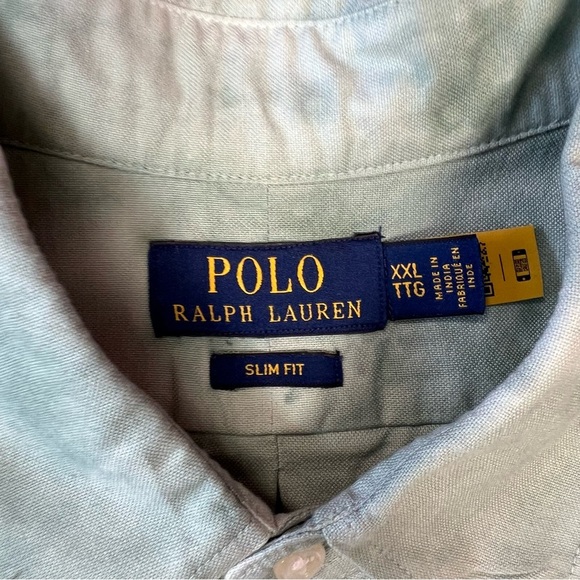 POLO
RALPH LAUREN
XXL
TTG
MADE IN
INDIA
FABRIQUÉ EN
INDE
SLIM FIT